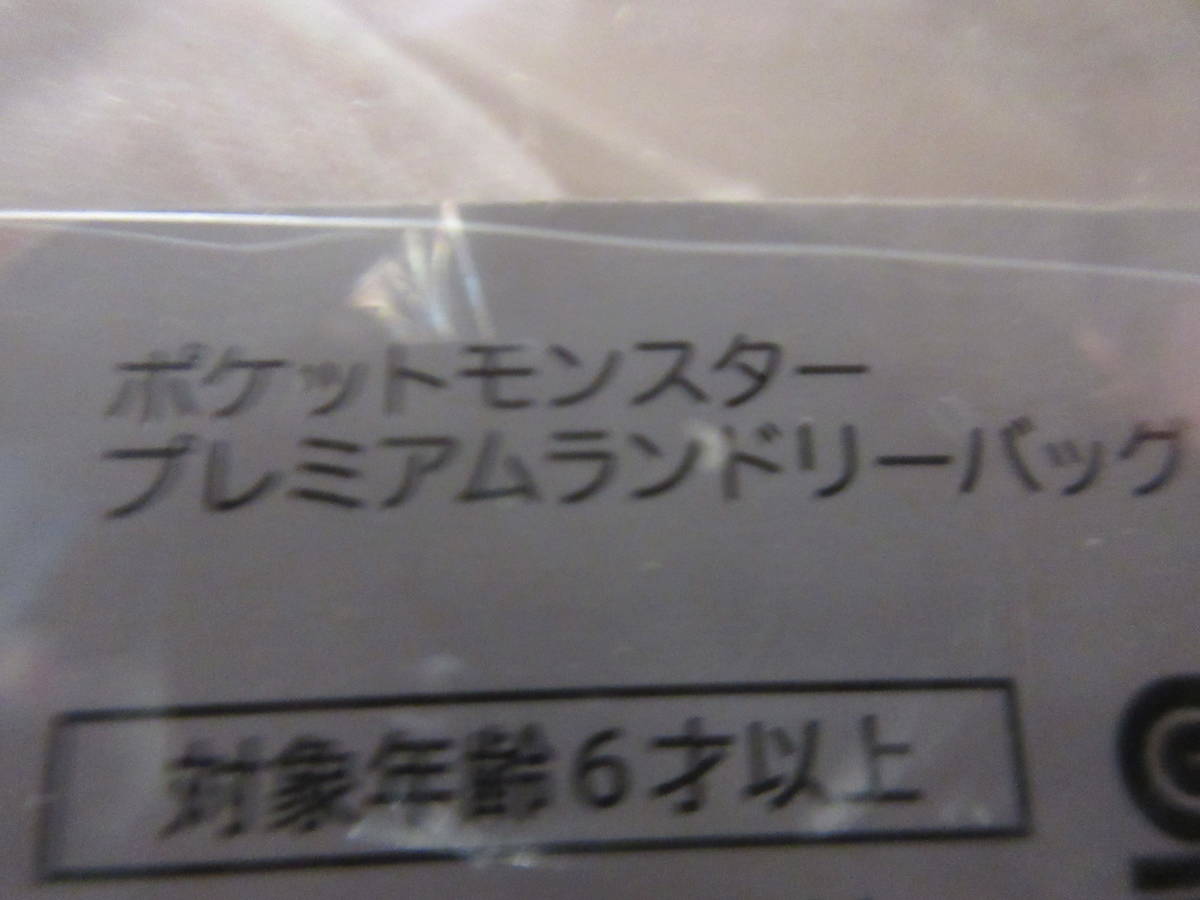 ポケットモンスター
プレミアムランドリーバッグ
対象年齢6才以上